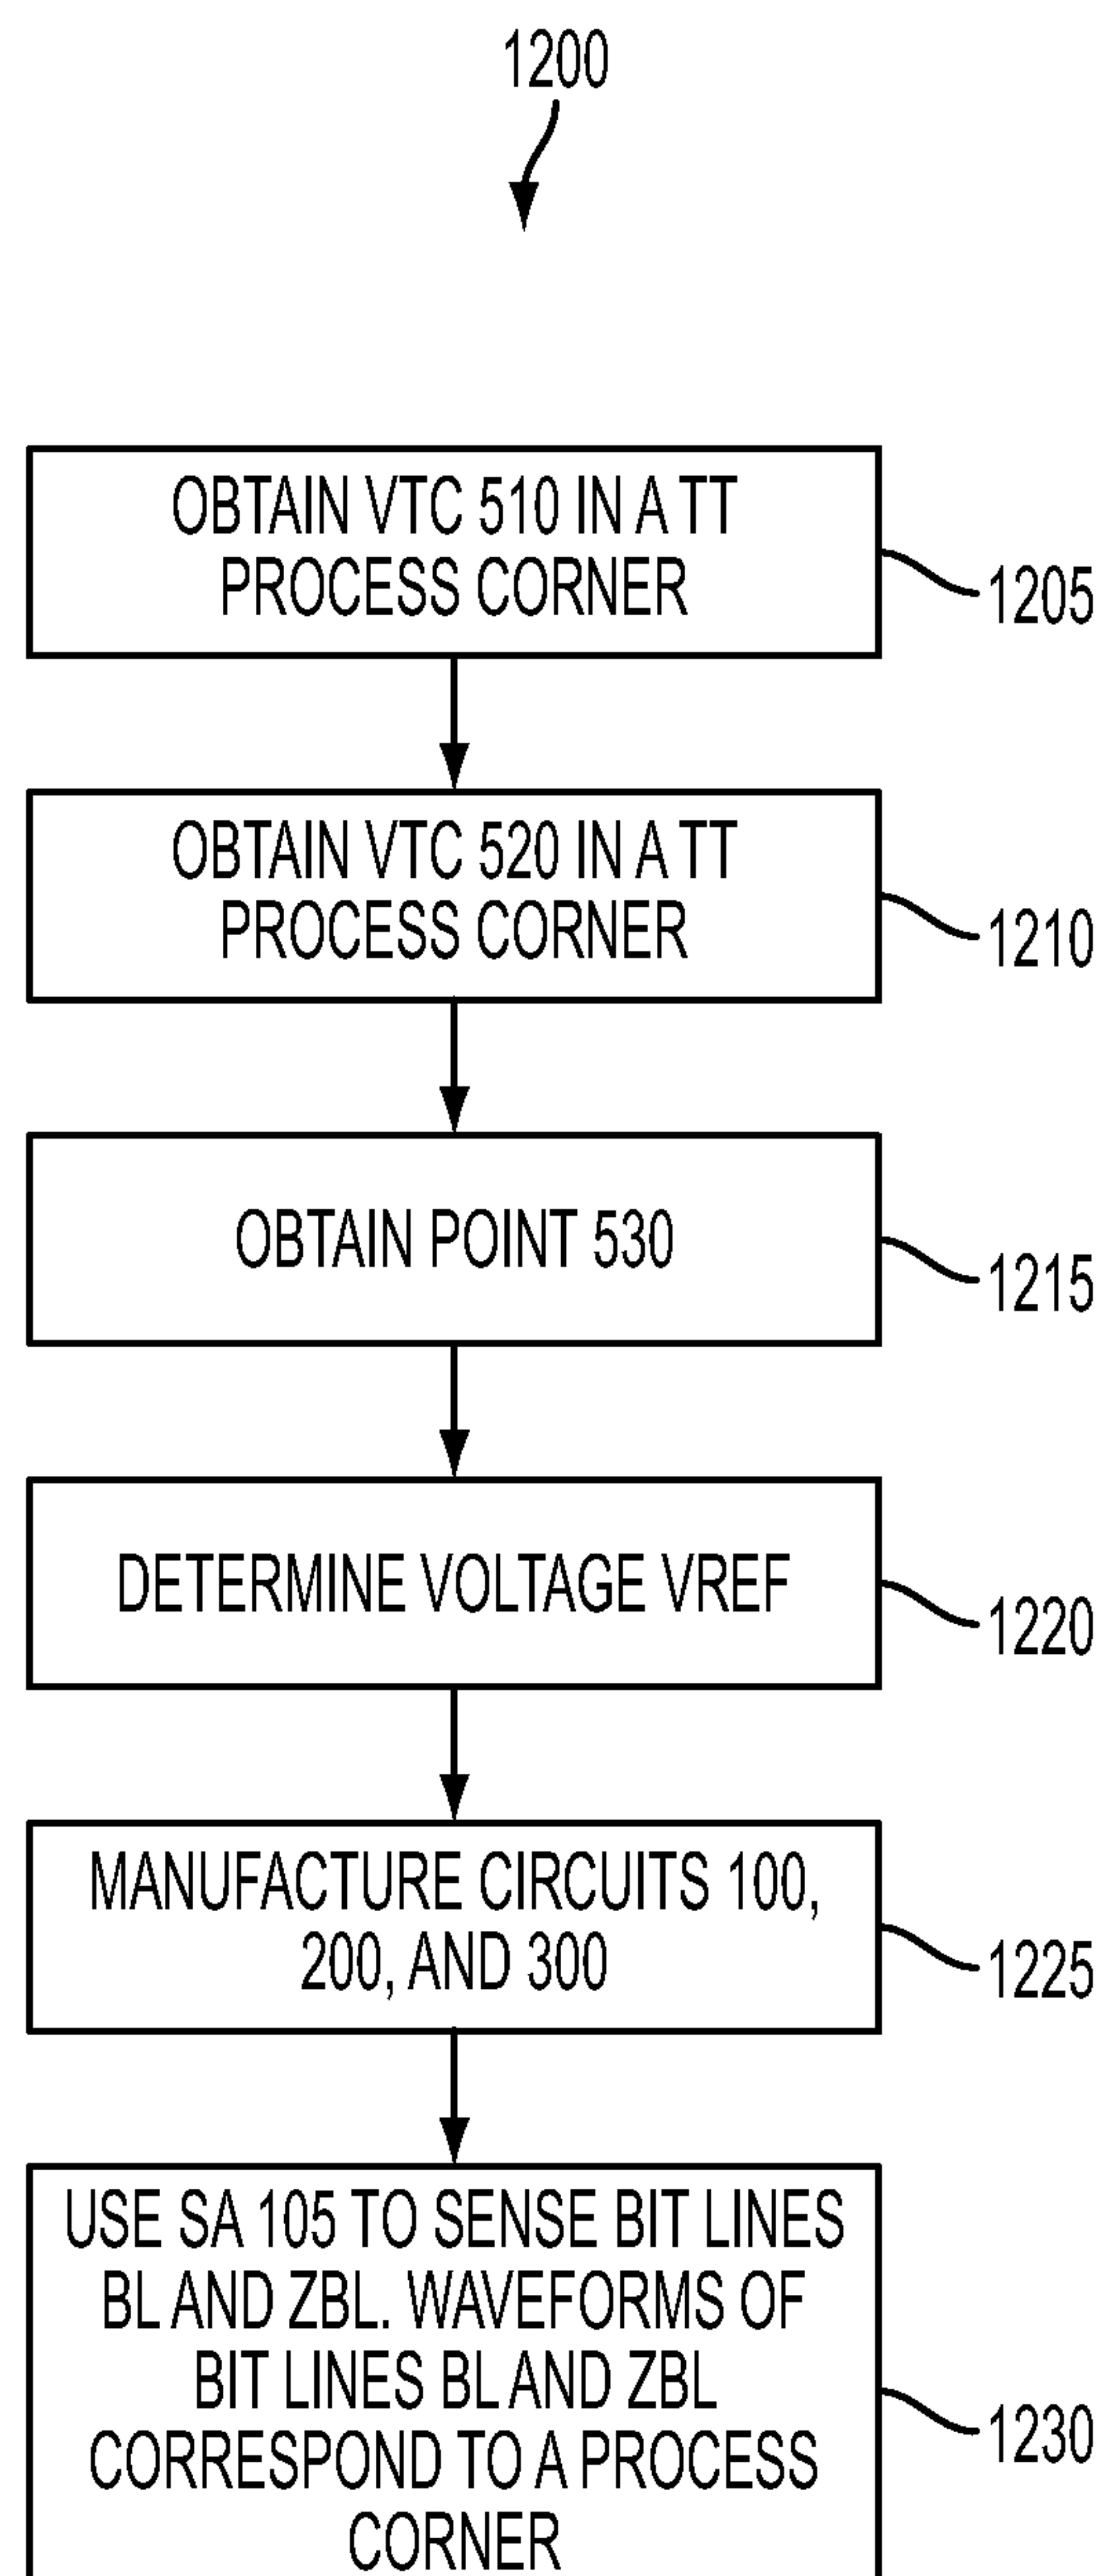 1200
OBTAIN VTC 510 IN A TT
PROCESS CORNER
1205
OBTAIN VTC 520 IN A TT
PROCESS CORNER
1210
OBTAIN POINT 530
1215
DETERMINE VOLTAGE VREF
1220
MANUFACTURE CIRCUITS 100,
200, AND 300
1225
USE SA 105 TO SENSE BIT LINES
BL AND ZBL. WAVEFORMS OF
BIT LINES BL AND ZBL
CORRESPOND TO A PROCESS
CORNER
1230